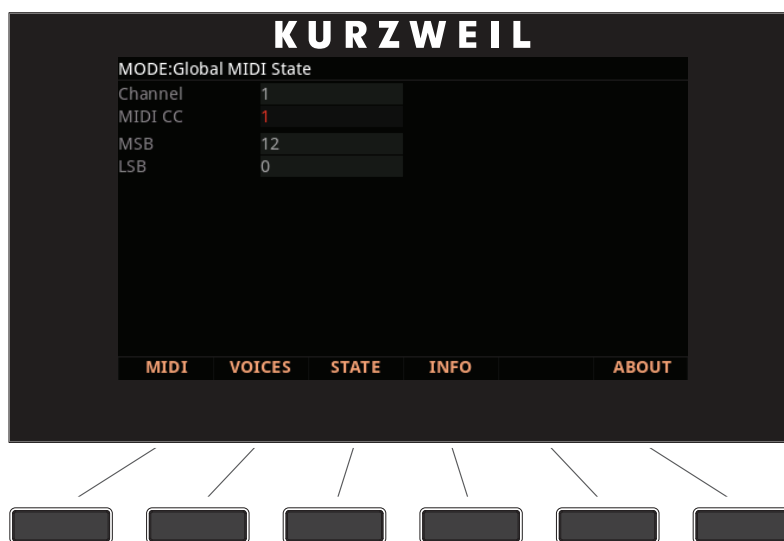 KURZWEIL
MODE:Global MIDI State
Channel 1
MIDI CC 1
MSB 12
LSB 0
MIDI VOICES STATE INFO ABOUT